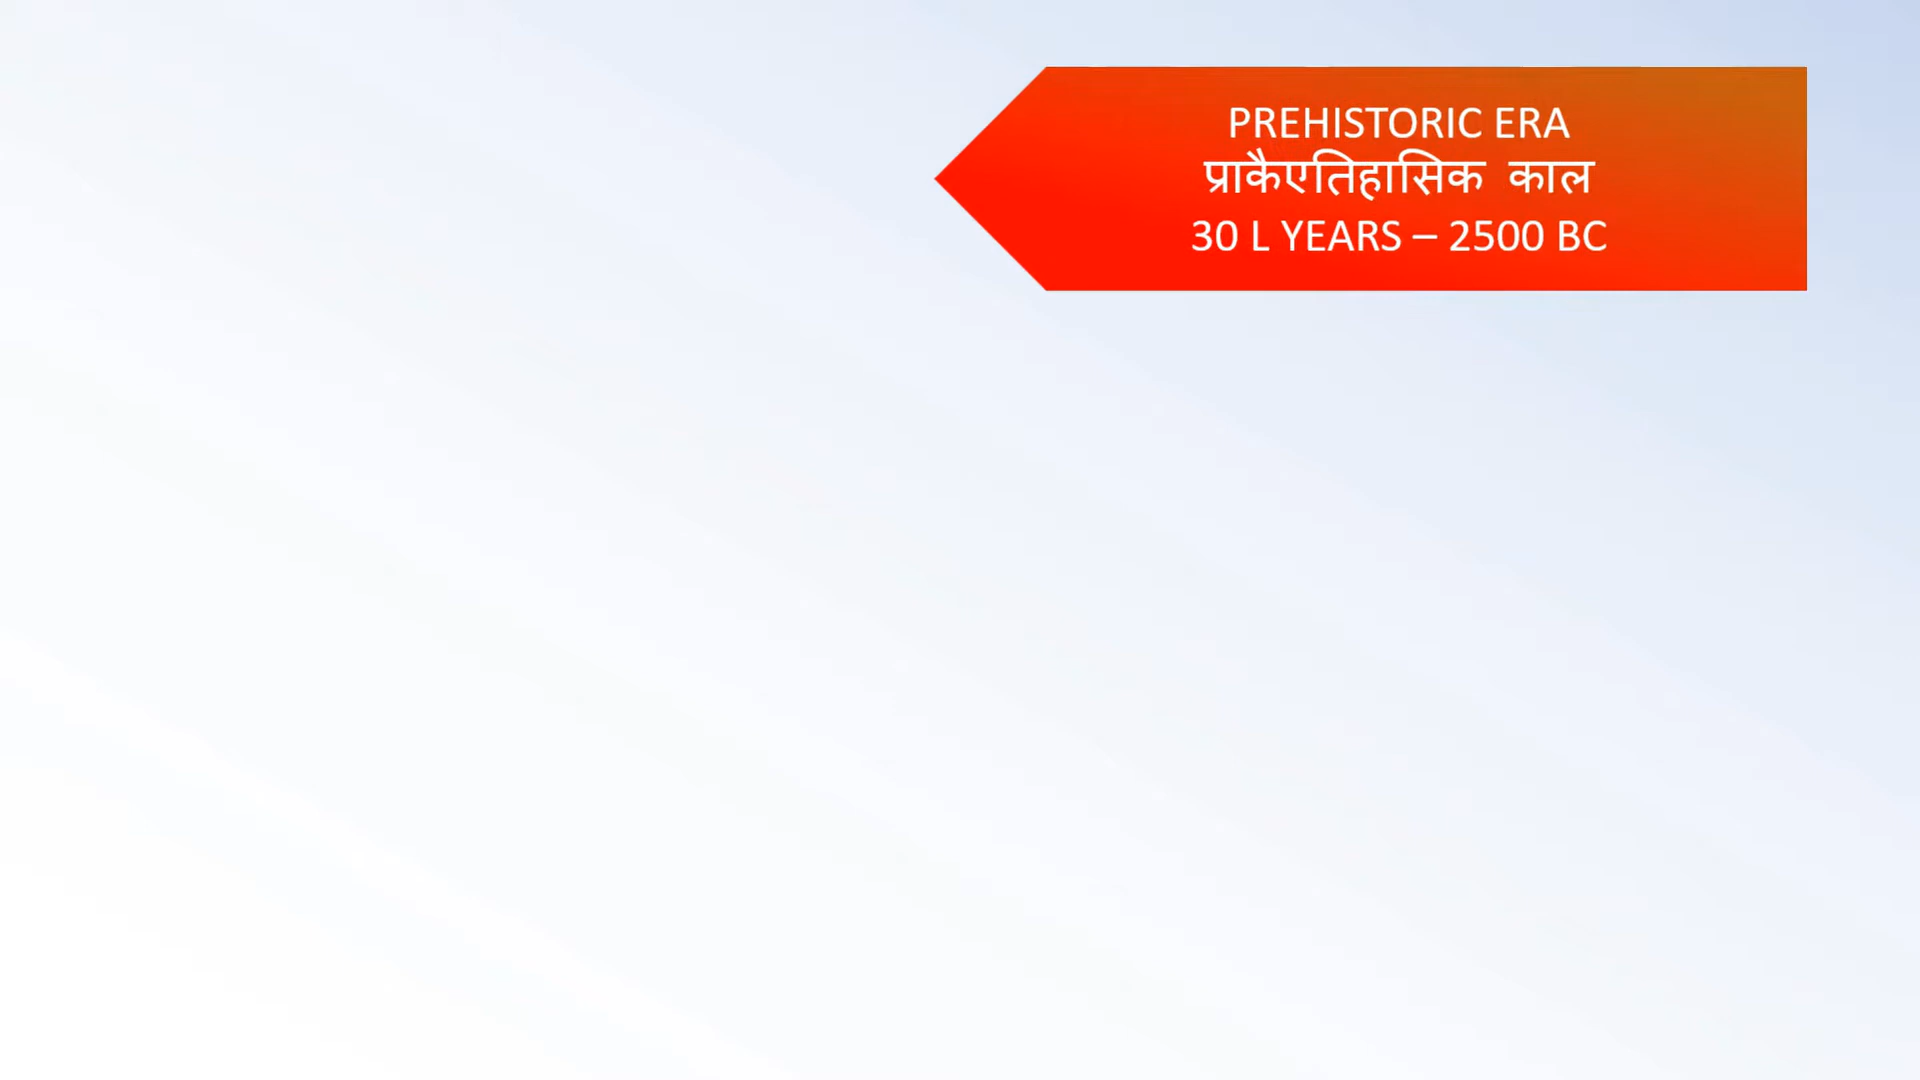 PREHISTORIC ERA
प्राकैएतिहासिक काल
30 L YEARS – 2500 BC